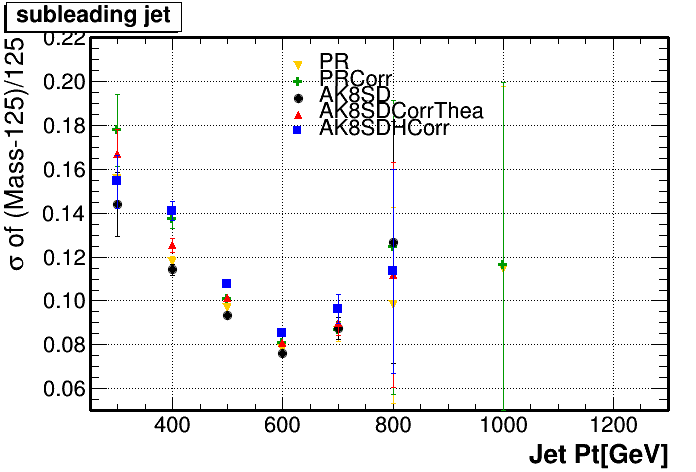 subleading jet
0.22
0.20
0.18
0.16
0.14
0.12
0.10
0.08
0.06
σ of (Mass-125)/125
PR
PRCorr
AK8SD
AK8SDCorrThea
AK8SDHCorr
400 600 800 1000 1200
Jet Pt[GeV]